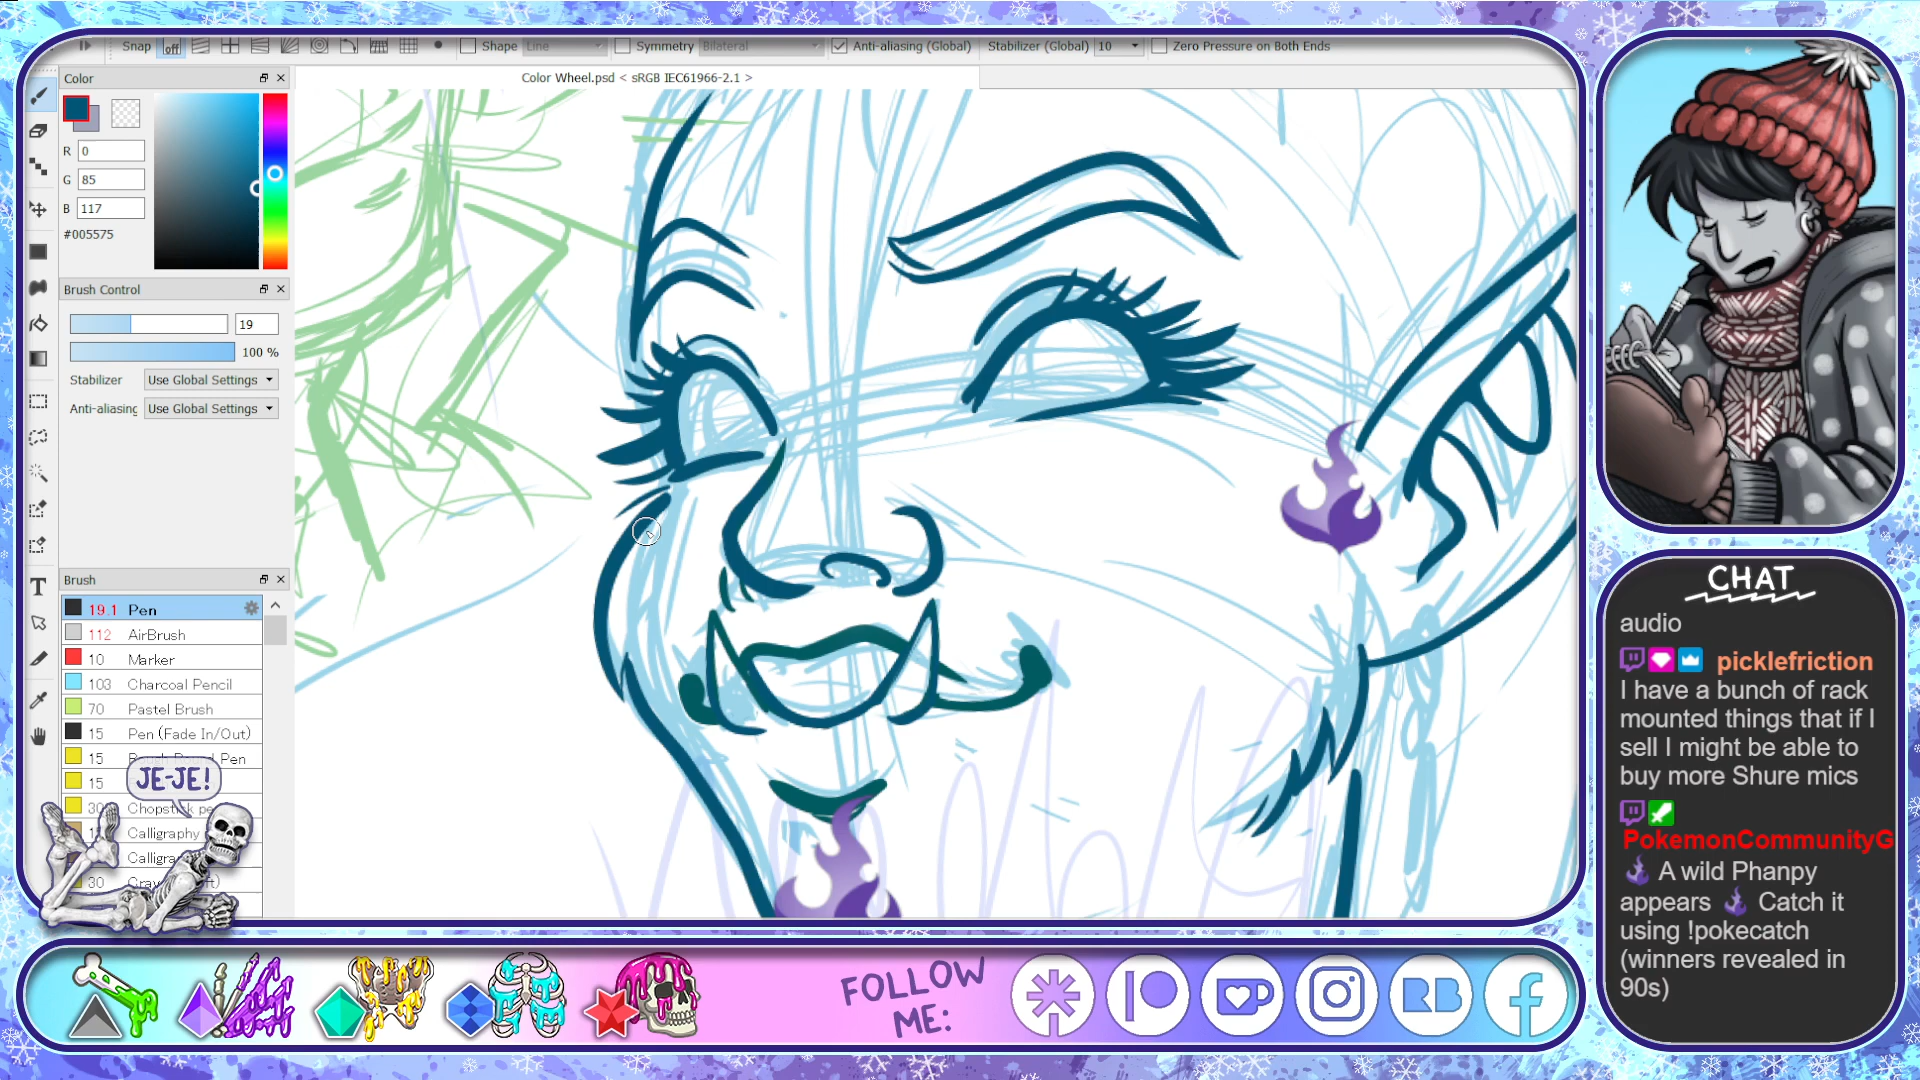 Snap off Shape Line Symmetry Bilateral Anti-aliasing (Global) Stabilizer (Global) 10 Zero Pressure on Both Ends
Color
Color Wheel.psd < sRGB IEC61966-2.1 >
R 0
G 85
B 117
#005575
Brush Control
19
100 %
Stabilizer Use Global Settings
Anti-aliasing Use Global Settings
Brush
19.1 Pen
112 AirBrush
10 Marker
103 Charcoal Pencil
70 Pastel Brush
15 Pen (Fade In/Out)
15 Pen
15
JE-JE!
Calligraphy
30
T
CHAT
audio
picklefriction
I have a bunch of rack
mounted things that if I
sell I might be able to
buy more Shure mics
PokemonCommunityG
A wild Phanpy
appears Catch it
using !pokecatch
(winners revealed in
90s)
FOLLOW
ME:
RB
f